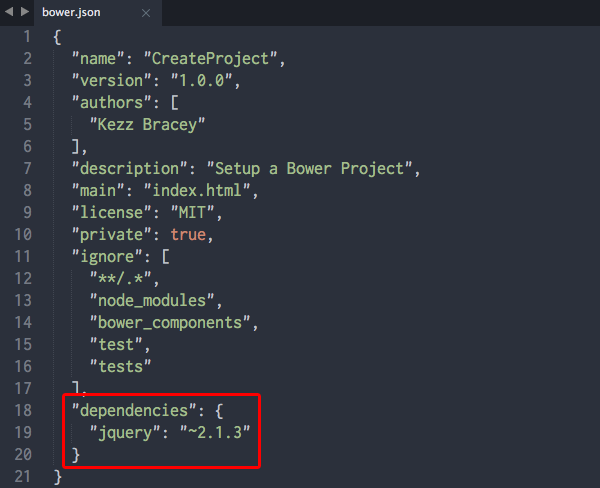 bower.json
1 {
2 "name": "CreateProject",
3 "version": "1.0.0",
4 "authors": [
5 "Kezz Bracey"
6 ],
7 "description": "Setup a Bower Project",
8 "main": "index.html",
9 "license": "MIT",
10 "private": true,
11 "ignore": [
12 "**/.*",
13 "node_modules",
14 "bower_components",
15 "test",
16 "tests"
17 ],
18 "dependencies": {
19 "jquery": "~2.1.3"
20 }
21 }